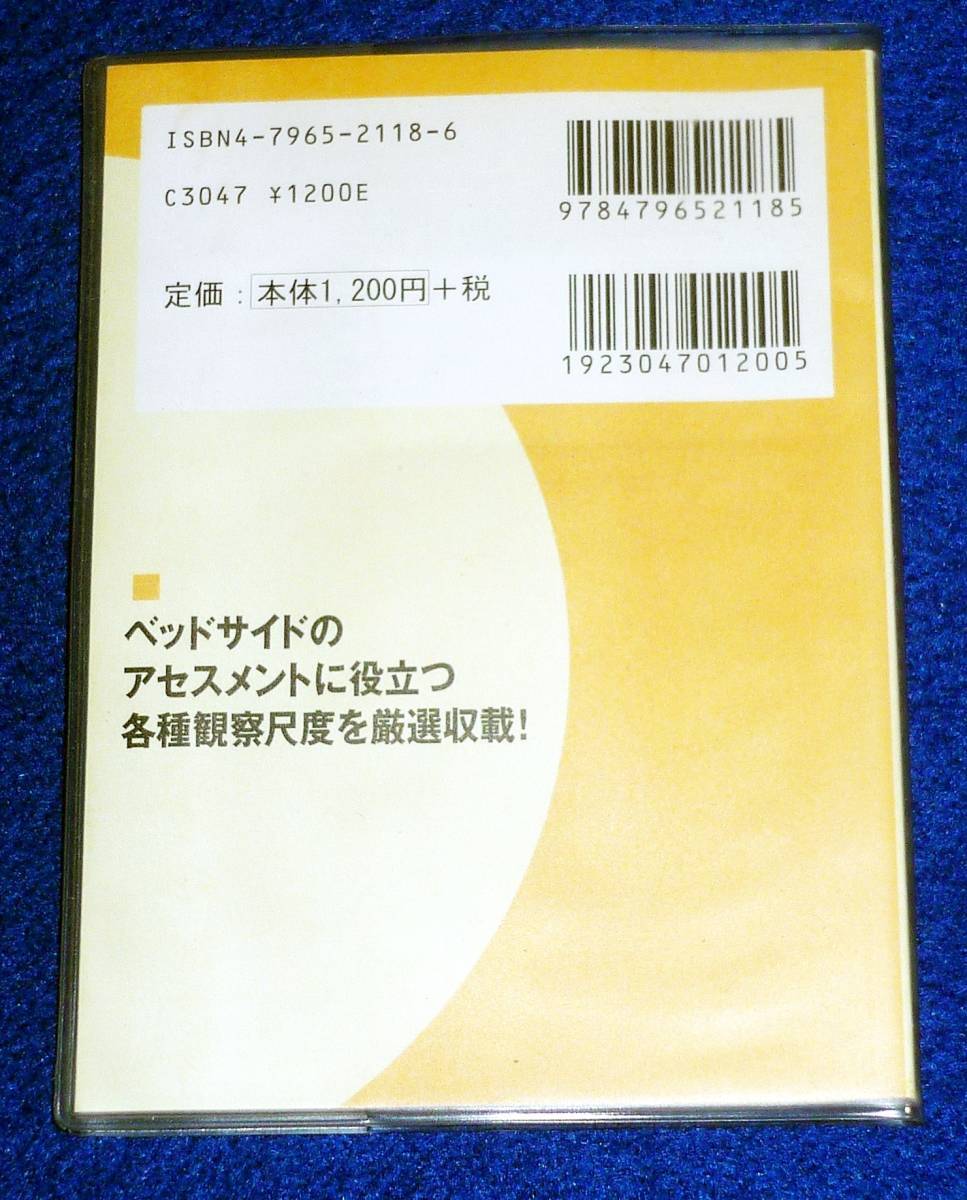 ISBN4-7965-2118-6
C3047 ¥1200E
9784796521185
定価：本体1,200円＋税
1923047012005
ベッドサイドの
アセスメントに役立つ
各種観察尺度を厳選収載！